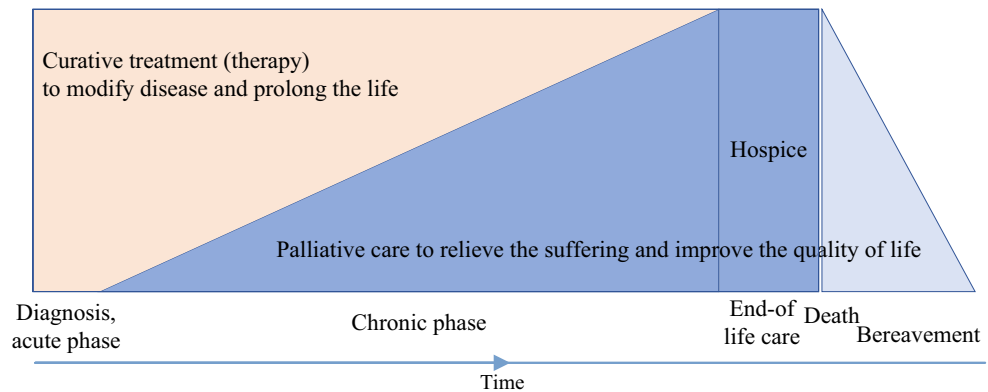 Curative treatment (therapy)
to modify disease and prolong the life
Hospice
Palliative care to relieve the suffering and improve the quality of life
Diagnosis,
acute phase
Chronic phase
End-of
life care
Death
Bereavement
Time